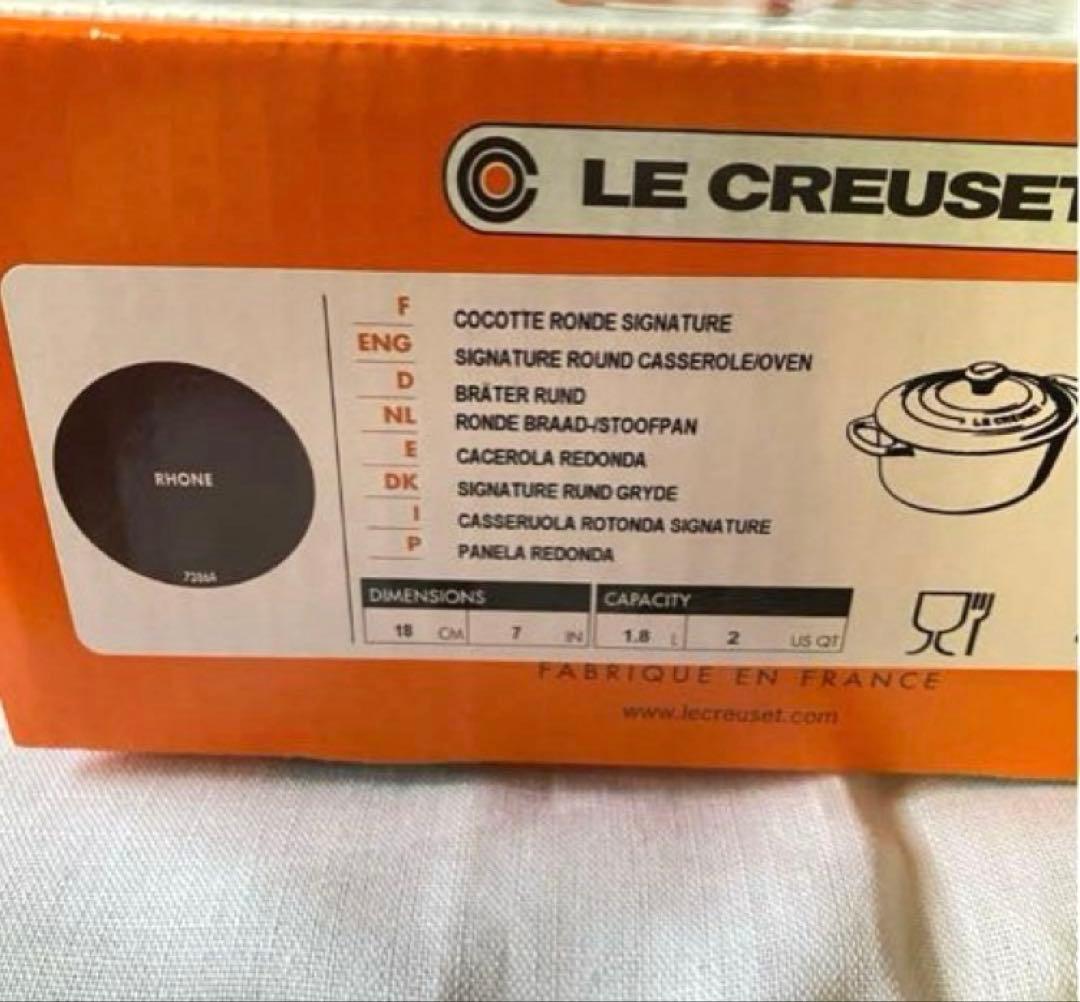 LE CREUSET
F COCOTTE RONDE SIGNATURE
ENG SIGNATURE ROUND CASSEROLE/OVEN
D BRÄTER RUND
NL RONDE BRAAD-/STOOFPAN
E CACEROLA REDONDA
DK SIGNATURE RUND GRYDE
I CASSERUOLA ROTONDA SIGNATURE
P PANELA REDONDA
RHONE
LE CREUSET
DIMENSIONS CAPACITY
18 CM 7 IN 1.8 L 2 US QT
FABRIQUE EN FRANCE
www.lecreuset.com